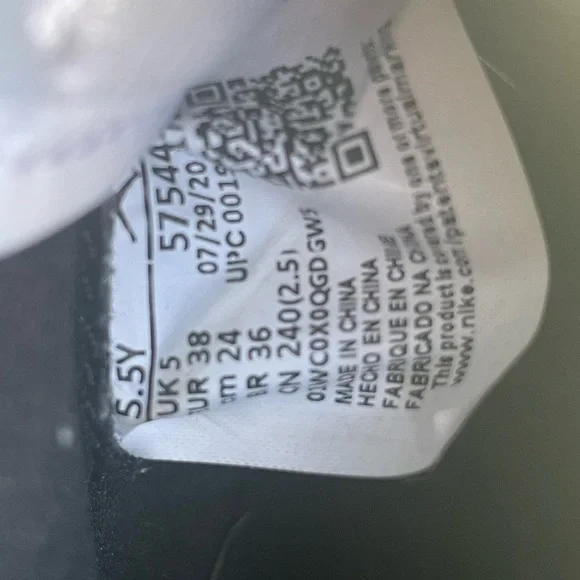 5.5Y
UK 5 57544
UR 38 07/29/20
cm 24 UPC 0019
BR 36
CN 240(2.5)
01WC0X0QGD GW5
MADE IN CHINA
HECHO EN CHINA
FABRIQUE EN CHINE
FABRICADO NA CHINA
This product is covered by one or more patents.
www.nike.com/patents virtualmarking